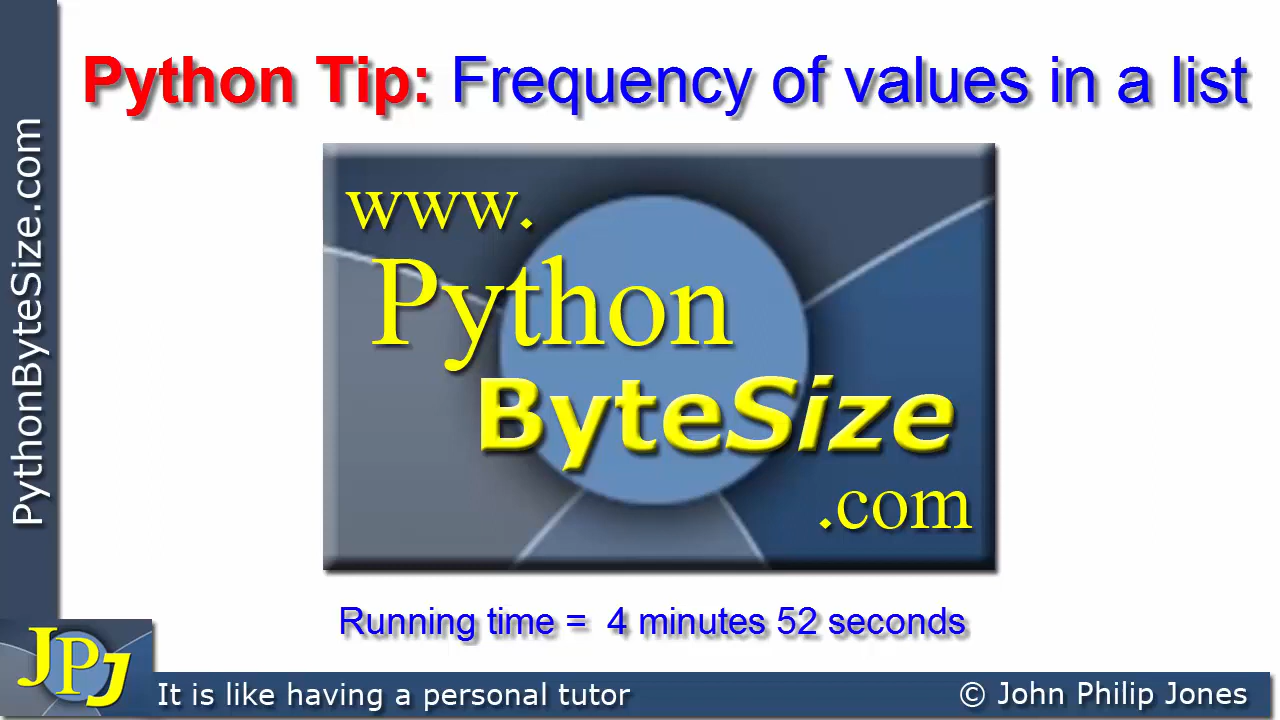 Python Tip: Frequency of values in a list
PythonByteSize.com
www.
Python
ByteSize
.com
Running time = 4 minutes 52 seconds
JPJ
It is like having a personal tutor
© John Philip Jones